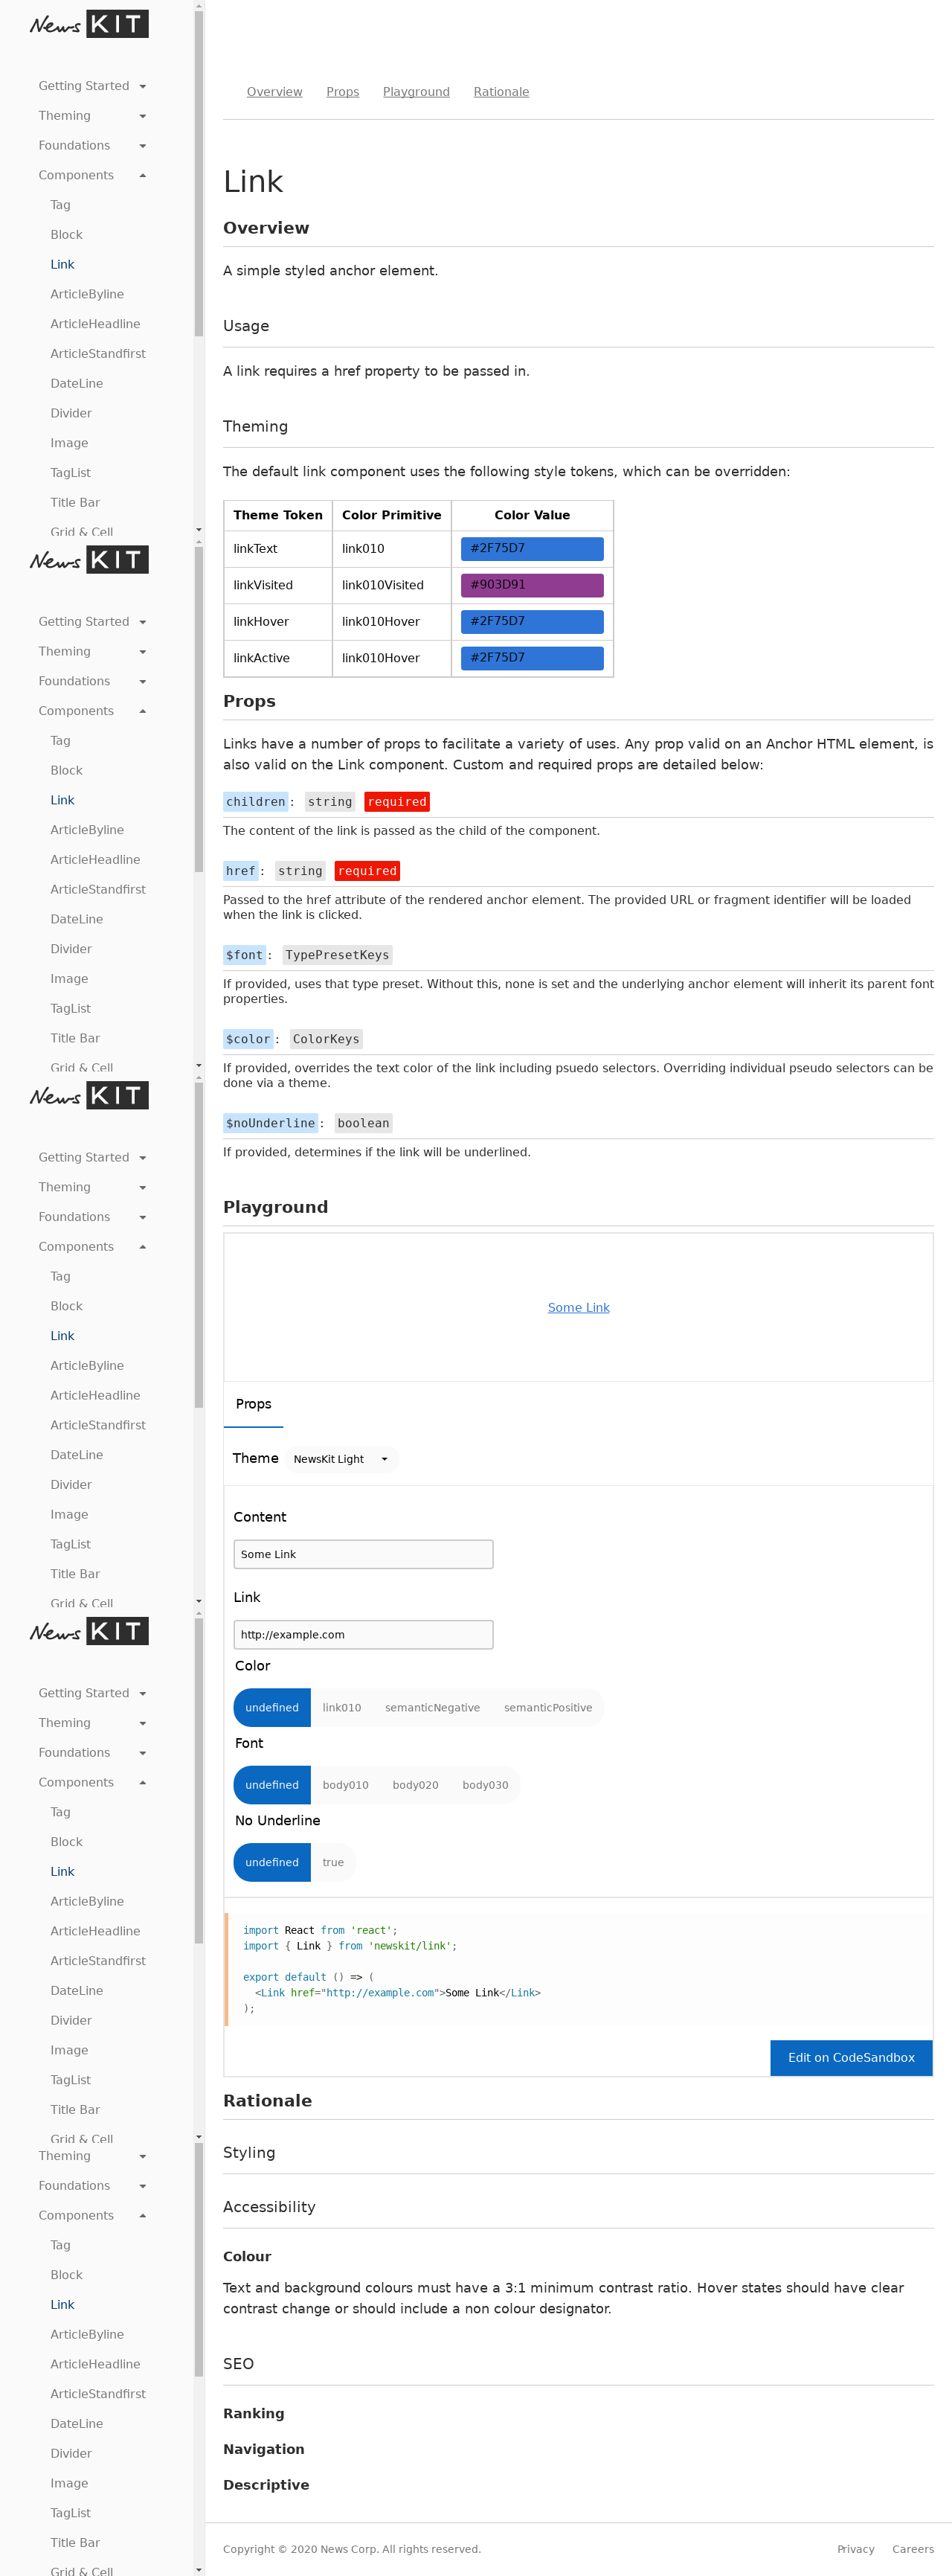 News KIT
Getting Started
Theming
Foundations
Components
Tag
Block
Link
ArticleByline
ArticleHeadline
ArticleStandfirst
DateLine
Divider
Image
TagList
Title Bar
Grid & Cell
News KIT
Getting Started
Theming
Foundations
Components
Tag
Block
Link
ArticleByline
ArticleHeadline
ArticleStandfirst
DateLine
Divider
Image
TagList
Title Bar
Grid & Cell
News KIT
Getting Started
Theming
Foundations
Components
Tag
Block
Link
ArticleByline
ArticleHeadline
ArticleStandfirst
DateLine
Divider
Image
TagList
Title Bar
Grid & Cell
News KIT
Getting Started
Theming
Foundations
Components
Tag
Block
Link
ArticleByline
ArticleHeadline
ArticleStandfirst
DateLine
Divider
Image
TagList
Title Bar
Grid & Cell
Theming
Foundations
Components
Tag
Block
Link
ArticleByline
ArticleHeadline
ArticleStandfirst
DateLine
Divider
Image
TagList
Title Bar
Grid & Cell
Overview Props Playground Rationale
Link
Overview
A simple styled anchor element.
Usage
A link requires a href property to be passed in.
Theming
The default link component uses the following style tokens, which can be overridden:
Theme Token Color Primitive Color Value
linkText link010 #2F75D7
linkVisited link010Visited #903D91
linkHover link010Hover #2F75D7
linkActive link010Hover #2F75D7
Props
Links have a number of props to facilitate a variety of uses. Any prop valid on an Anchor HTML element, is
also valid on the Link component. Custom and required props are detailed below:
children: string required
The content of the link is passed as the child of the component.
href: string required
Passed to the href attribute of the rendered anchor element. The provided URL or fragment identifier will be loaded
when the link is clicked.
$font: TypePresetKeys
If provided, uses that type preset. Without this, none is set and the underlying anchor element will inherit its parent font
properties.
$color: ColorKeys
If provided, overrides the text color of the link including psuedo selectors. Overriding individual pseudo selectors can be
done via a theme.
$noUnderline: boolean
If provided, determines if the link will be underlined.
Playground
Some Link
Props
Theme NewsKit Light
Content
Some Link
Link
http://example.com
Color
undefined link010 semanticNegative semanticPositive
Font
undefined body010 body020 body030
No Underline
undefined true
import React from 'react';
import { Link } from 'newskit/link';
export default () => (
<Link href="http://example.com">Some Link</Link>
);
Edit on CodeSandbox
Rationale
Styling
Accessibility
Colour
Text and background colours must have a 3:1 minimum contrast ratio. Hover states should have clear
contrast change or should include a non colour designator.
SEO
Ranking
Navigation
Descriptive
Copyright © 2020 News Corp. All rights reserved. Privacy Careers